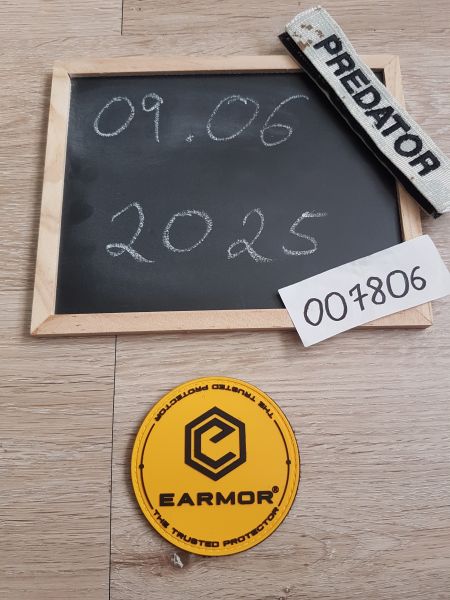 PREDATOR
09.06
2025
007806
THE TRUSTED PROTECTOR
e
EARMOR®
THE TRUSTED PROTECTOR